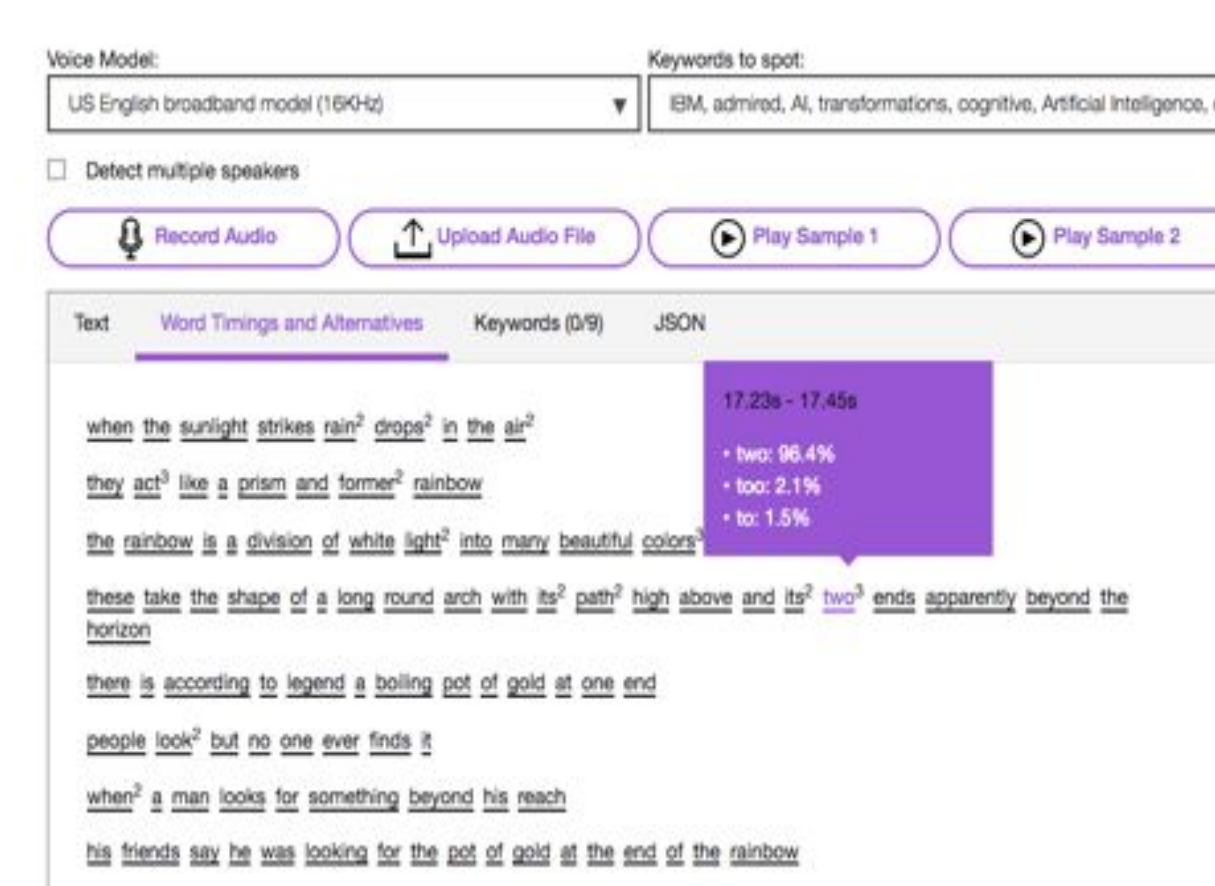 Voice Model:
Keywords to spot:
US English broadband model (16KHz) ▼
IBM, admired, AI, transformations, cognitive, Artificial Intelligence,
Detect multiple speakers
Record Audio
Upload Audio File
Play Sample 1
Play Sample 2
Text
Word Timings and Alternatives
Keywords (0/9)
JSON
17.23s - 17.45s
• two: 96.4%
• too: 2.1%
• to: 1.5%
when the sunlight strikes rain² drops² in the air²
they act³ like a prism and former² rainbow
the rainbow is a division of white light² into many beautiful colors³
these take the shape of a long round arch with its² path² high above and its² two³ ends apparently beyond the
horizon
there is according to legend a boiling pot of gold at one end
people look² but no one ever finds it
when² a man looks for something beyond his reach
his friends say he was looking for the pot of gold at the end of the rainbow